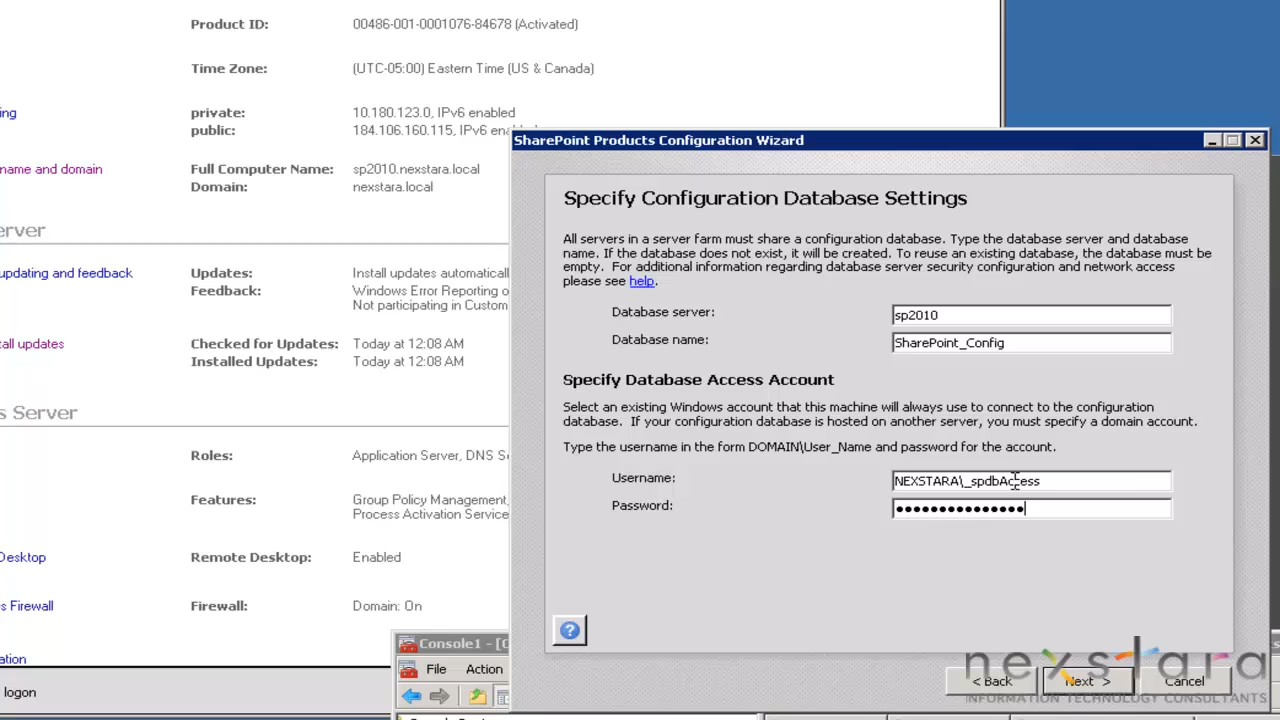 Product ID: 00486-001-0001076-84678 (Activated)
Time Zone: (UTC-05:00) Eastern Time (US & Canada)
ing private: 10.180.123.0, IPv6 enabled
public: 184.106.160.115, IPv6
name and domain Full Computer Name: sp2010.nexstara.local
Domain: nexstara.local
erver
updating and feedback Updates: Install updates automaticall
Feedback: Windows Error Reporting o
Not participating in Custom
all updates Checked for Updates: Today at 12:08 AM
Installed Updates: Today at 12:08 AM
s Server
Roles: Application Server, DNS S
Features: Group Policy Management,
Process Activation Service
Desktop Remote Desktop: Enabled
s Firewall Firewall: Domain: On
ation
logon
Console1 - [C
File Action
SharePoint Products Configuration Wizard
Specify Configuration Database Settings
All servers in a server farm must share a configuration database. Type the database server and database
name. If the database does not exist, it will be created. To reuse an existing database, the database must be
empty. For additional information regarding database server security configuration and network access
please see help.
Database server: sp2010
Database name: SharePoint_Config
Specify Database Access Account
Select an existing Windows account that this machine will always use to connect to the configuration
database. If your configuration database is hosted on another server, you must specify a domain account.
Type the username in the form DOMAIN\User_Name and password for the account.
Username: NEXSTARA\_spdbAccess
Password: ●●●●●●●●●●●●●●●
< Back Next > Cancel
nexstara
INFORMATION TECHNOLOGY CONSULTANTS